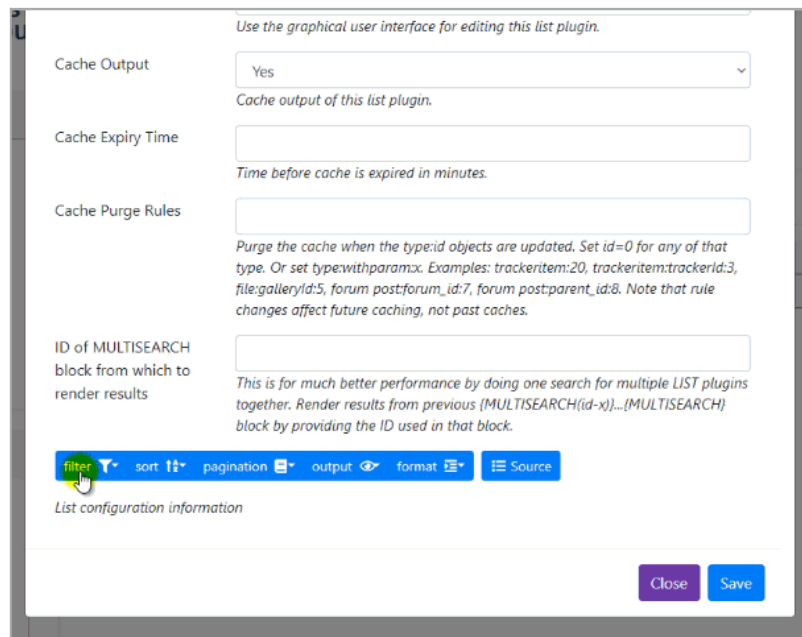 Use the graphical user interface for editing this list plugin.
Cache Output
Yes
Cache output of this list plugin.
Cache Expiry Time
Time before cache is expired in minutes.
Cache Purge Rules
Purge the cache when the type:id objects are updated. Set id=0 for any of that
type. Or set type:withparam:x. Examples: trackeritem:20, trackeritem:trackerId:3,
file:galleryId:5, forum post:forum_id:7, forum post:parent_id:8. Note that rule
changes affect future caching, not past caches.
ID of MULTISEARCH
block from which to
render results
This is for much better performance by doing one search for multiple LIST plugins
together. Render results from previous {MULTISEARCH(id-x)}...{MULTISEARCH}
block by providing the ID used in that block.
filter sort pagination output format Source
List configuration information
Close Save